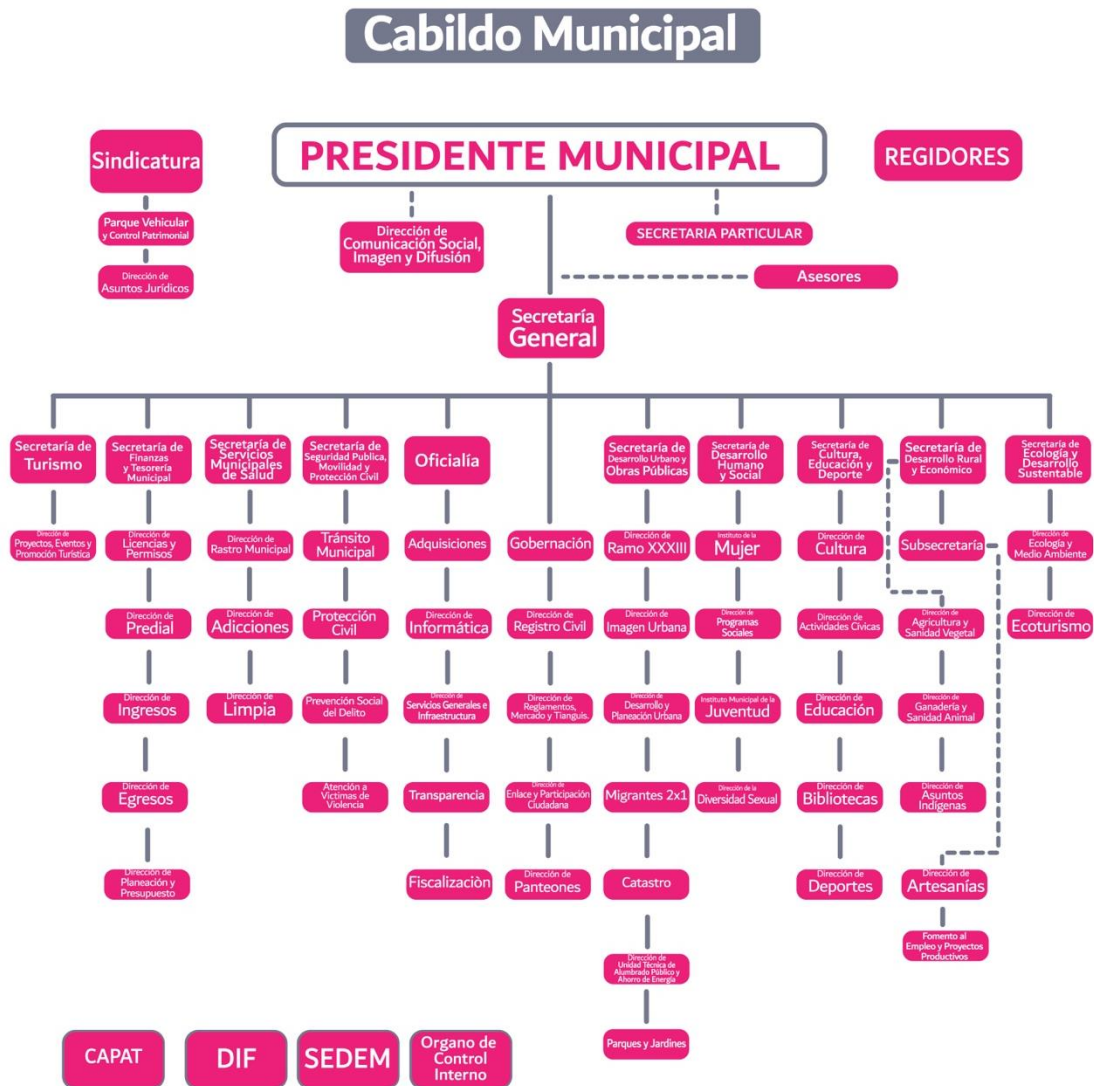 Cabildo Municipal
Sindicatura
PRESIDENTE MUNICIPAL
REGIDORES
Parque Vehicular
y Control Patrimonial
Dirección de
Asuntos Jurídicos
Dirección de
Comunicación Social,
Imagen y Difusión
SECRETARIA PARTICULAR
Asesores
Secretaría
General
Secretaría de
Turismo
Secretaría de
Finanzas
y Tesorería
Municipal
Secretaría de
Servicios
Municipales
de Salud
Secretaría de
Seguridad Publica,
Movilidad y
Protección Civil
Oficialía
Secretaría de
Desarrollo Urbano y
Obras Públicas
Secretaría de
Desarrollo
Humano
y Social
Secretaría de
Cultura,
Educación y
Deporte
Secretaría de
Desarrollo Rural
y Económico
Secretaría de
Ecología y
Desarrollo
Sustentable
Dirección de
Proyectos, Eventos y
Promoción Turística
Dirección de
Licencias y
Permisos
Dirección de
Rastro Municipal
Tránsito
Municipal
Adquisiciones
Gobernación
Dirección de
Ramo XXXIII
Instituto de la
Mujer
Dirección de
Cultura
Subsecretaría
Dirección de
Ecología y
Medio Ambiente
Dirección de
Predial
Dirección de
Adicciones
Protección
Civil
Dirección de
Informática
Dirección de
Registro Civil
Dirección de
Imagen Urbana
Dirección de
Programas
Sociales
Dirección de
Actividades Cívicas
Dirección de
Agricultura y
Sanidad Vegetal
Dirección de
Ecoturismo
Dirección de
Ingresos
Dirección de
Limpia
Prevención Social
del Delito
Dirección de
Servicios Generales e
Infraestructura
Dirección de
Reglamentos,
Mercado y Tianguis.
Dirección de
Desarrollo y
Planeación Urbana
Instituto Municipal de la
Juventud
Dirección de
Educación
Dirección de
Ganadería y
Sanidad Animal
Dirección de
Egresos
Atención a
Victimas de
Violencia
Transparencia
Dirección de
Enlace y Participación
Ciudadana
Migrantes 2x1
Dirección de la
Diversidad Sexual
Dirección de
Bibliotecas
Dirección de
Asuntos
Indígenas
Dirección de
Planeación y
Presupuesto
Fiscalizaciòn
Dirección de
Panteones
Catastro
Dirección de
Deportes
Dirección de
Artesanías
Fomento al
Empleo y Proyectos
Productivos
Dirección de
Unidad Técnica de
Alumbrado Público y
Ahorro de Energía
Parques y Jardines
CAPAT
DIF
SEDEM
Organo de
Control
Interno